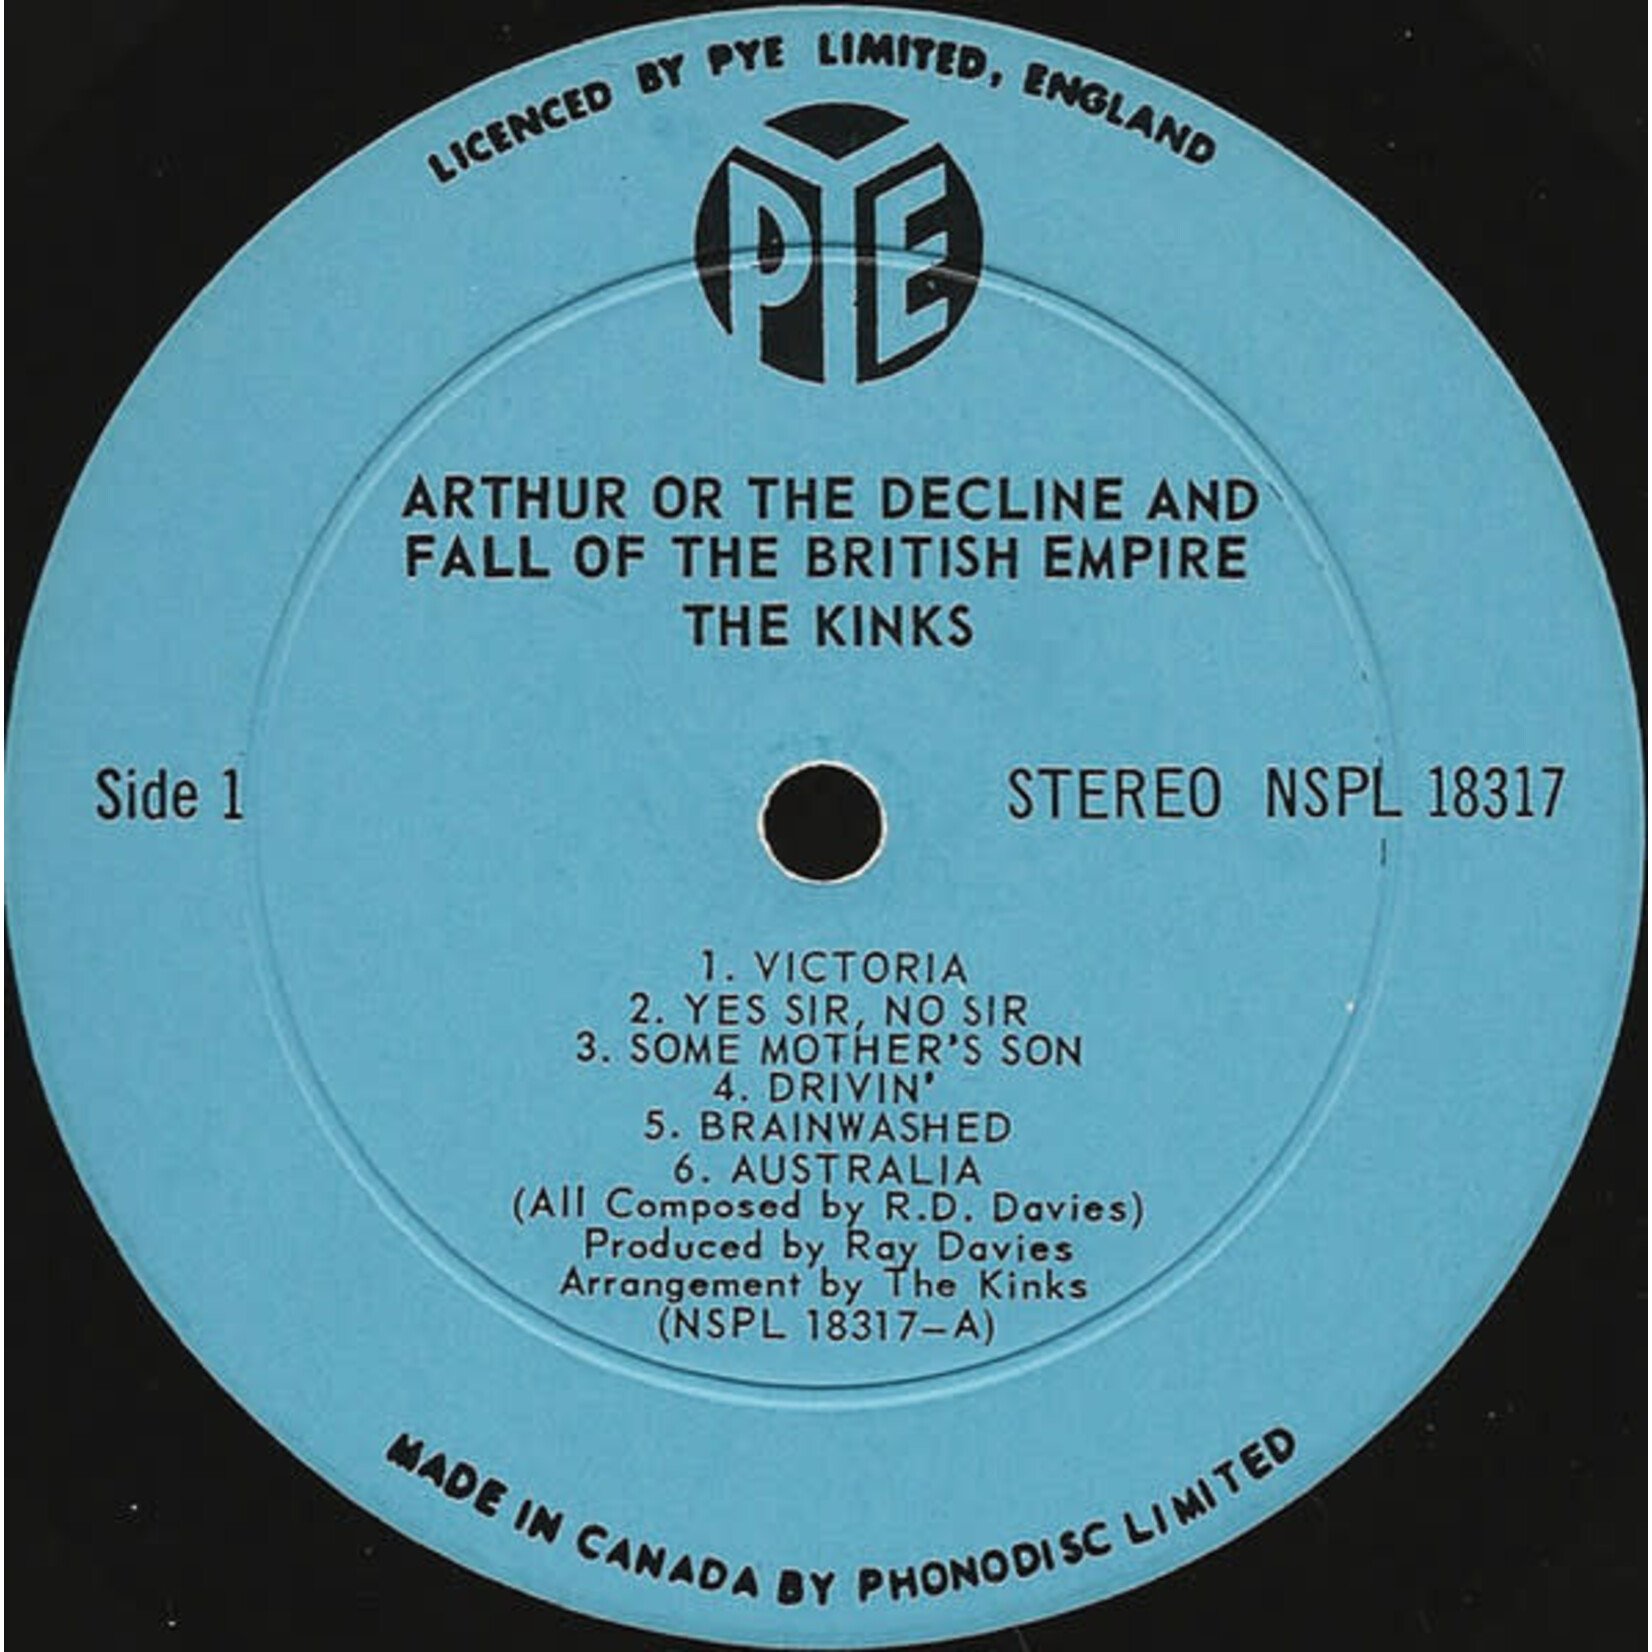 LICENCED BY PYE LIMITED, ENGLAND
PYE
ARTHUR OR THE DECLINE AND
FALL OF THE BRITISH EMPIRE
THE KINKS
Side 1
STEREO NSPL 18317
1. VICTORIA
2. YES SIR, NO SIR
3. SOME MOTHER'S SON
4. DRIVIN'
5. BRAINWASHED
6. AUSTRALIA
(All Composed by R.D. Davies)
Produced by Ray Davies
Arrangement by The Kinks
(NSPL 18317-A)
MADE IN CANADA BY PHONODISC LIMITED